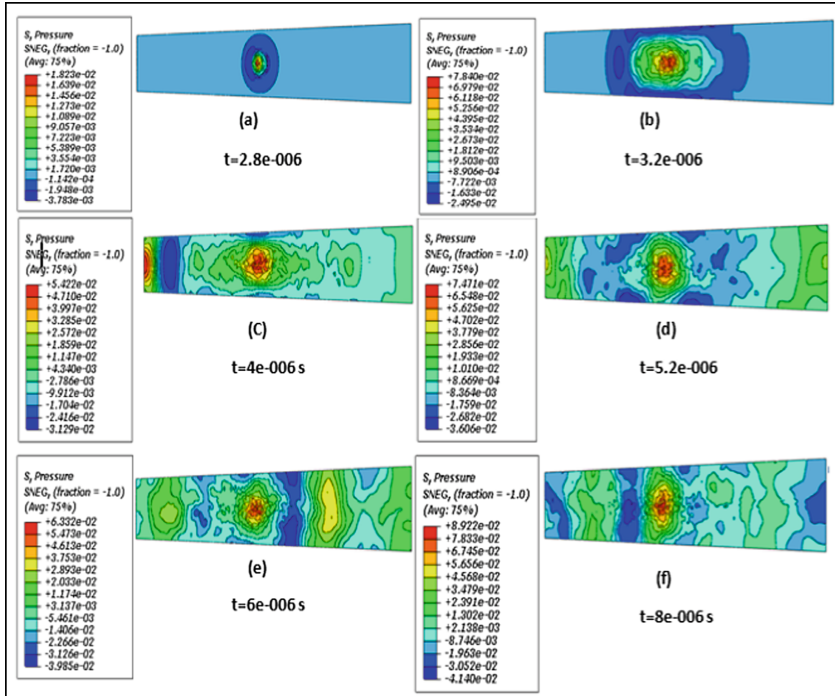 S, Pressure
SNEG, (fraction = -1.0)
(Avg: 75%)
+1.823e-02
+1.639e-02
+1.456e-02
+1.273e-02
+1.089e-02
+9.057e-03
+7.223e-03
+5.389e-03
+3.554e-03
+1.720e-03
-1.142e-04
-1.948e-03
-3.783e-03
(a)
t=2.8e-006
S, Pressure
SNEG, (fraction = -1.0)
(Avg: 75%)
+7.840e-02
+6.979e-02
+6.118e-02
+5.256e-02
+4.395e-02
+3.534e-02
+2.673e-02
+1.812e-02
+9.503e-03
+8.906e-04
-7.722e-03
-1.633e-02
-2.495e-02
(b)
t=3.2e-006
S, Pressure
SNEG, (fraction = -1.0)
(Avg: 75%)
+5.422e-02
+4.710e-02
+3.997e-02
+3.285e-02
+2.572e-02
+1.859e-02
+1.147e-02
+4.340e-03
-2.786e-03
-9.912e-03
-1.704e-02
-2.416e-02
-3.129e-02
(C)
t=4e-006 s
S, Pressure
SNEG, (fraction = -1.0)
(Avg: 75%)
+7.471e-02
+6.548e-02
+5.625e-02
+4.702e-02
+3.779e-02
+2.856e-02
+1.933e-02
+1.010e-02
+8.669e-04
-8.364e-03
-1.759e-02
-2.682e-02
-3.606e-02
(d)
t=5.2e-006
S, Pressure
SNEG, (fraction = -1.0)
(Avg: 75%)
+6.332e-02
+5.473e-02
+4.613e-02
+3.753e-02
+2.893e-02
+2.033e-02
+1.174e-02
+3.137e-03
-5.461e-03
-1.406e-02
-2.266e-02
-3.126e-02
-3.985e-02
(e)
t=6e-006 s
S, Pressure
SNEG, (fraction = -1.0)
(Avg: 75%)
+8.922e-02
+7.833e-02
+6.745e-02
+5.656e-02
+4.568e-02
+3.479e-02
+2.391e-02
+1.302e-02
+2.138e-03
-8.746e-03
-1.963e-02
-3.052e-02
-4.140e-02
(f)
t=8e-006 s